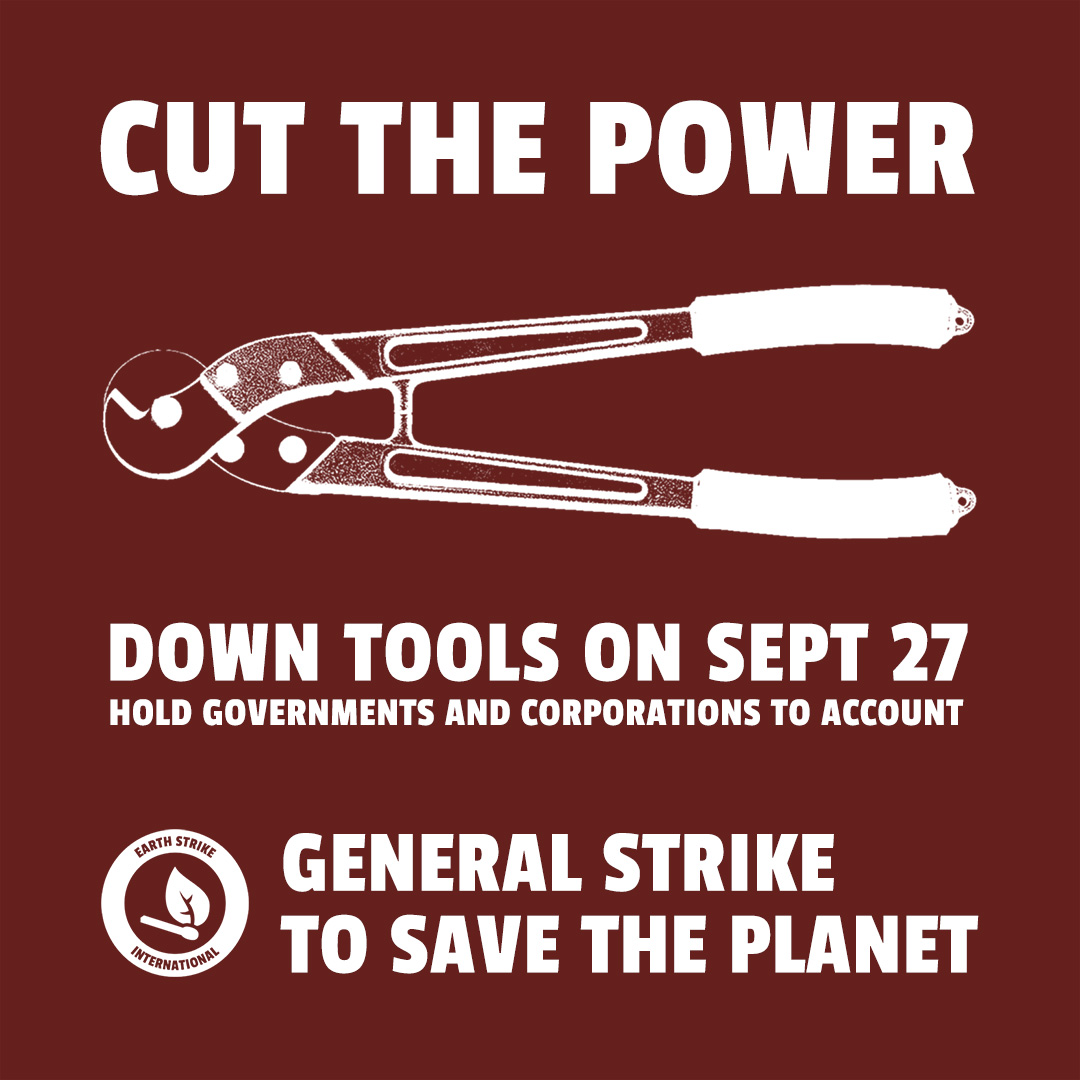 CUT THE POWER
DOWN TOOLS ON SEPT 27
HOLD GOVERNMENTS AND CORPORATIONS TO ACCOUNT
EARTH STRIKE
INTERNATIONAL
GENERAL STRIKE
TO SAVE THE PLANET